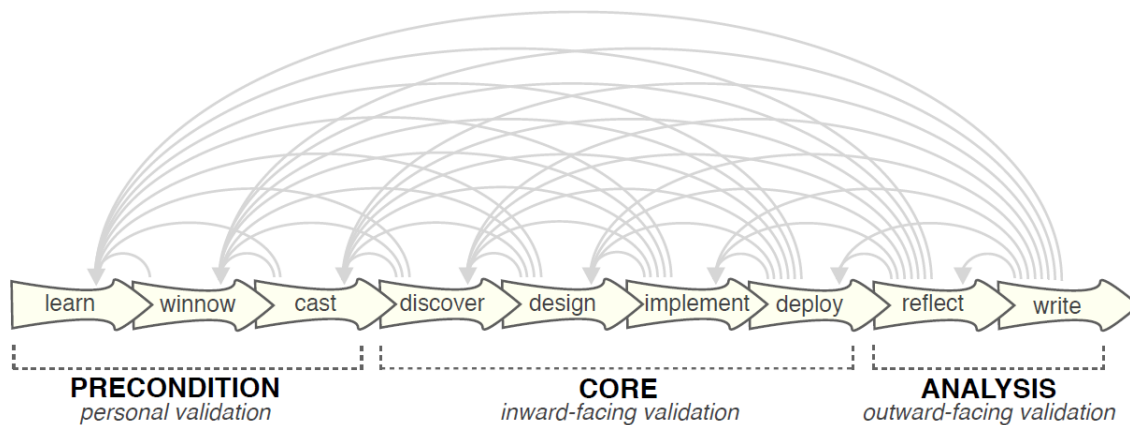 learn winnow cast discover design implement deploy reflect write
PRECONDITION CORE ANALYSIS
personal validation inward-facing validation outward-facing validation